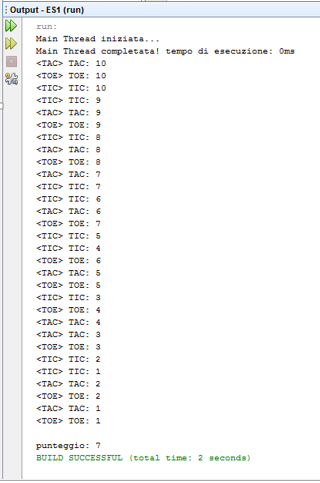 Output - ES1 (run)
run:
Main Thread iniziata...
Main Thread completata! tempo di esecuzione: 0ms
<TAC> TAC: 10
<TOE> TOE: 10
<TIC> TIC: 10
<TIC> TIC: 9
<TAC> TAC: 9
<TOE> TOE: 9
<TIC> TIC: 8
<TAC> TAC: 8
<TOE> TOE: 8
<TAC> TAC: 7
<TIC> TIC: 7
<TIC> TIC: 6
<TAC> TAC: 6
<TOE> TOE: 7
<TIC> TIC: 5
<TIC> TIC: 4
<TOE> TOE: 6
<TAC> TAC: 5
<TOE> TOE: 5
<TIC> TIC: 3
<TOE> TOE: 4
<TAC> TAC: 4
<TAC> TAC: 3
<TOE> TOE: 3
<TIC> TIC: 2
<TIC> TIC: 1
<TAC> TAC: 2
<TOE> TOE: 2
<TAC> TAC: 1
<TOE> TOE: 1
punteggio: 7
BUILD SUCCESSFUL (total time: 2 seconds)